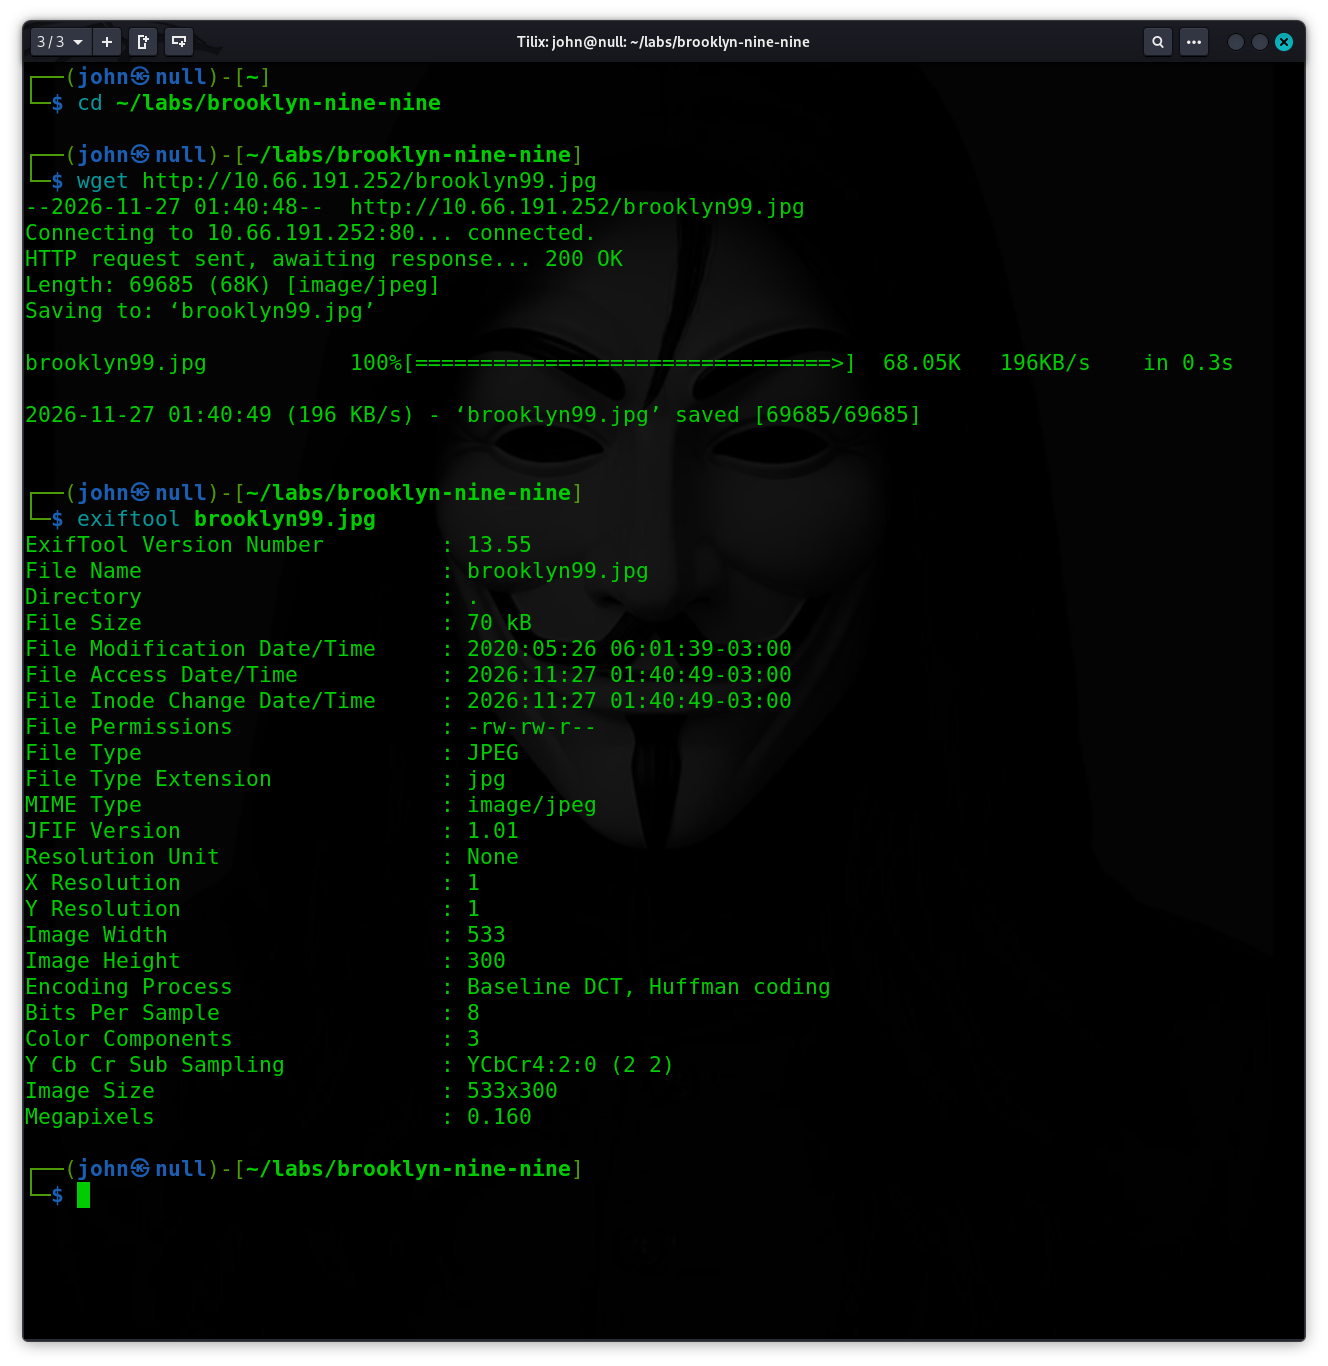 3 / 3
Tilix: john@null: ~/labs/brooklyn-nine-nine
┌──(john㉿null)-[~]
└─$ cd ~/labs/brooklyn-nine-nine
┌──(john㉿null)-[~/labs/brooklyn-nine-nine]
└─$ wget http://10.66.191.252/brooklyn99.jpg
--2026-11-27 01:40:48--  http://10.66.191.252/brooklyn99.jpg
Connecting to 10.66.191.252:80... connected.
HTTP request sent, awaiting response... 200 OK
Length: 69685 (68K) [image/jpeg]
Saving to: ‘brooklyn99.jpg’
brooklyn99.jpg           100%[================================>]  68.05K   196KB/s    in 0.3s
2026-11-27 01:40:49 (196 KB/s) - ‘brooklyn99.jpg’ saved [69685/69685]
┌──(john㉿null)-[~/labs/brooklyn-nine-nine]
└─$ exiftool brooklyn99.jpg
ExifTool Version Number         : 13.55
File Name                       : brooklyn99.jpg
Directory                       : .
File Size                       : 70 kB
File Modification Date/Time     : 2020:05:26 06:01:39-03:00
File Access Date/Time           : 2026:11:27 01:40:49-03:00
File Inode Change Date/Time     : 2026:11:27 01:40:49-03:00
File Permissions                : -rw-rw-r--
File Type                       : JPEG
File Type Extension             : jpg
MIME Type                       : image/jpeg
JFIF Version                    : 1.01
Resolution Unit                 : None
X Resolution                    : 1
Y Resolution                    : 1
Image Width                     : 533
Image Height                    : 300
Encoding Process                : Baseline DCT, Huffman coding
Bits Per Sample                 : 8
Color Components                : 3
Y Cb Cr Sub Sampling            : YCbCr4:2:0 (2 2)
Image Size                      : 533x300
Megapixels                      : 0.160
┌──(john㉿null)-[~/labs/brooklyn-nine-nine]
└─$